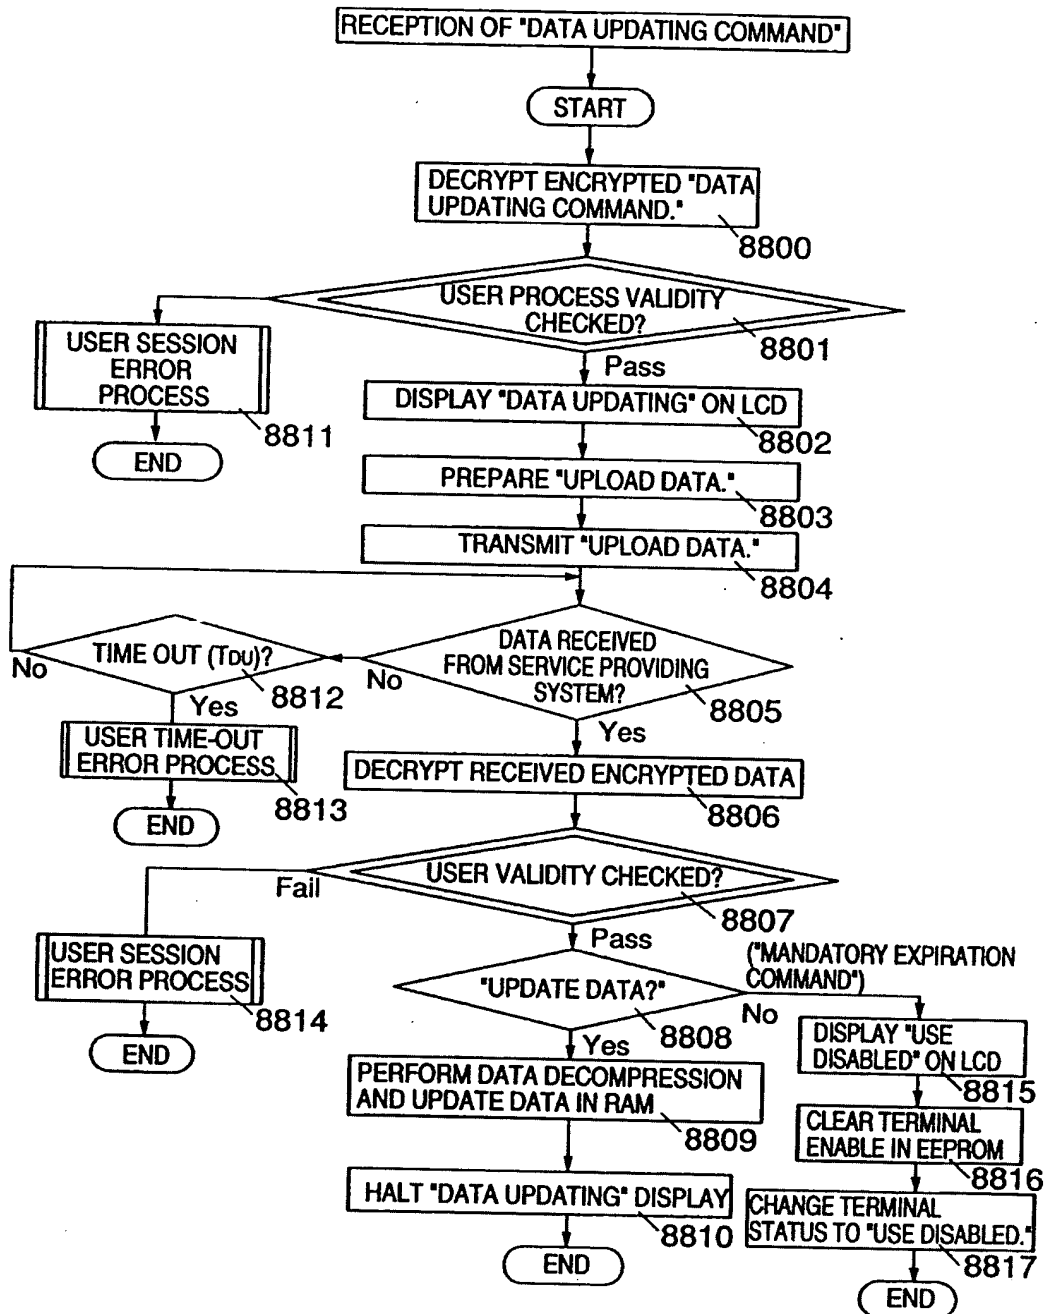 RECEPTION OF "DATA UPDATING COMMAND"
START
DECRYPT ENCRYPTED "DATA
UPDATING COMMAND."
8800
USER PROCESS VALIDITY
CHECKED?
8801
Pass
USER SESSION
ERROR
PROCESS
8811
END
DISPLAY "DATA UPDATING" ON LCD
8802
PREPARE "UPLOAD DATA."
8803
TRANSMIT "UPLOAD DATA."
8804
DATA RECEIVED
FROM SERVICE PROVIDING
SYSTEM?
8805
No
Yes
TIME OUT (TDU)?
8812
No
Yes
USER TIME-OUT
ERROR PROCESS
8813
END
DECRYPT RECEIVED ENCRYPTED DATA
8806
USER VALIDITY CHECKED?
8807
Fail
Pass
USER SESSION
ERROR PROCESS
8814
END
"UPDATE DATA?"
8808
("MANDATORY EXPIRATION
COMMAND")
No
Yes
PERFORM DATA DECOMPRESSION
AND UPDATE DATA IN RAM
8809
HALT "DATA UPDATING" DISPLAY
8810
END
DISPLAY "USE
DISABLED" ON LCD
8815
CLEAR TERMINAL
ENABLE IN EEPROM
8816
CHANGE TERMINAL
STATUS TO "USE DISABLED."
8817
END